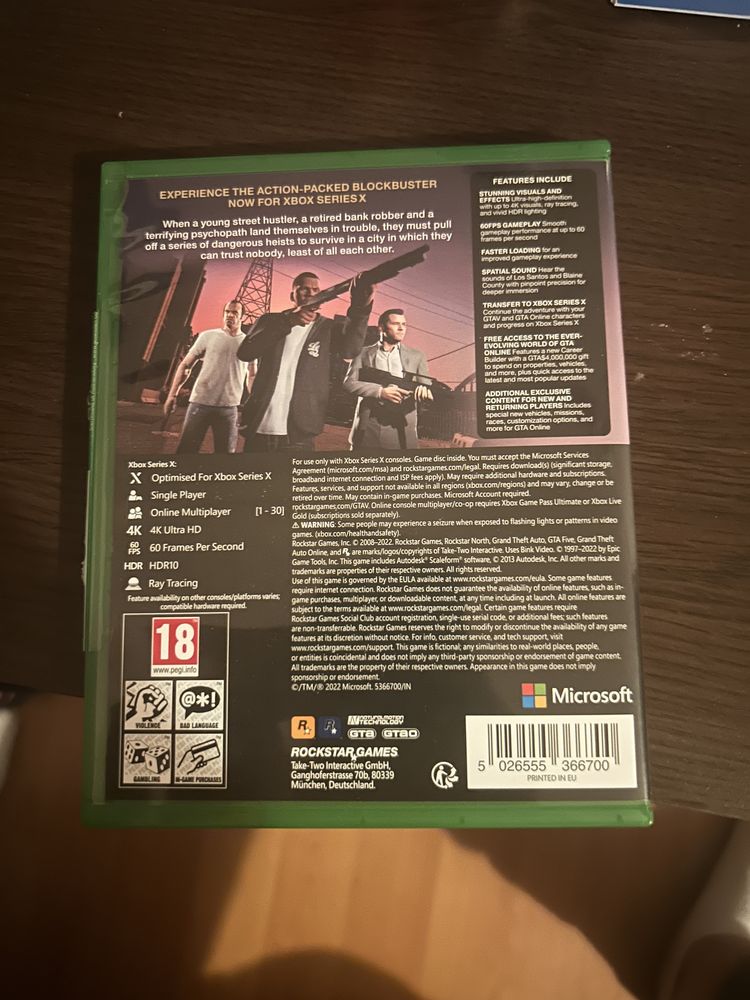 EXPERIENCE THE ACTION-PACKED BLOCKBUSTER
NOW FOR XBOX SERIES X
When a young street hustler, a retired bank robber and a
terrifying psychopath land themselves in trouble, they must pull
off a series of dangerous heists to survive in a city in which they
can trust nobody, least of all each other.
FEATURES INCLUDE
STUNNING VISUALS AND
EFFECTS Ultra-high-definition
with up to 4K visuals, ray tracing,
and vivid HDR lighting
60FPS GAMEPLAY Smooth
gameplay performance at up to 60
frames per second
FASTER LOADING for an
improved gameplay experience
SPATIAL SOUND Hear the
sounds of Los Santos and Blaine
County with pinpoint precision for
deeper immersion
TRANSFER TO XBOX SERIES X
Continue the adventure with your
GTAV and GTA Online characters
and progress on Xbox Series X
FREE ACCESS TO THE EVER-
EVOLVING WORLD OF GTA
ONLINE Features a new Career
Builder with a GTA$4,000,000 gift
to spend on properties, vehicles,
and more, plus quick access to the
latest and most popular updates
ADDITIONAL EXCLUSIVE
CONTENT FOR NEW AND
RETURNING PLAYERS Includes
special new vehicles, missions,
races, customization options, and
more for GTA Online
Xbox Series X:
X Optimised For Xbox Series X
Single Player
Online Multiplayer [1 - 30]
4K 4K Ultra HD
60 FPS 60 Frames Per Second
HDR HDR10
Ray Tracing
Feature availability on other consoles/platforms varies;
compatible hardware required.
18
www.pegi.info
VIOLENCE
@*!
BAD LANGUAGE
GAMBLING
IN-GAME PURCHASES
For use only with Xbox Series X consoles. Game disc inside. You must accept the Microsoft Services
Agreement (microsoft.com/msa) and rockstargames.com/legal. Requires download(s) (significant storage,
broadband internet connection and ISP fees apply). May require additional hardware and subscriptions.
Features, services, and support not available in all regions (xbox.com/regions) and may vary, change or be
retired over time. May contain in-game purchases. Microsoft Account required.
rockstargames.com/GTAV. Online console multiplayer/co-op requires Xbox Game Pass Ultimate or Xbox Live
Gold (subscriptions sold separately).
⚠ WARNING: Some people may experience a seizure when exposed to flashing lights or patterns in video
games. (xbox.com/healthandsafety).
Rockstar Games, Inc. © 2008–2022. Rockstar Games, Rockstar North, Grand Theft Auto, GTA Five, Grand Theft
Auto Online, and R★ are marks/logos/copyrights of Take-Two Interactive. Uses Bink Video. © 1997–2022 by Epic
Game Tools, Inc. This game includes Autodesk® Scaleform® software, © 2013 Autodesk, Inc. All other marks and
trademarks are properties of their respective owners. All rights reserved.
Use of this game is governed by the EULA available at www.rockstargames.com/eula. Some game features
require internet connection. Rockstar Games does not guarantee the availability of online features, such as in-
game purchases, multiplayer, or downloadable content, at any time including at launch. All online features are
subject to the terms available at www.rockstargames.com/legal. Certain game features require
Rockstar Games Social Club account registration, single-use serial code, or additional fees; such features
are non-transferrable. Rockstar Games reserves the right to modify or discontinue the availability of any game
features at its discretion without notice. For info, customer service, and tech support, visit
www.rockstargames.com/support. This game is fictional; any similarities to real-world places, people,
or entities is coincidental and does not imply any third-party sponsorship or endorsement of game content.
All trademarks are the property of their respective owners. Appearance in this game does not imply
sponsorship or endorsement.
©/TM/® 2022 Microsoft. 5366700/IN
Microsoft
R★ R★ GTA GTAO
ROCKSTAR GAMES
Take-Two Interactive GmbH,
Ganghoferstrasse 70b, 80339
München, Deutschland.
5 026555 366700
PRINTED IN EU